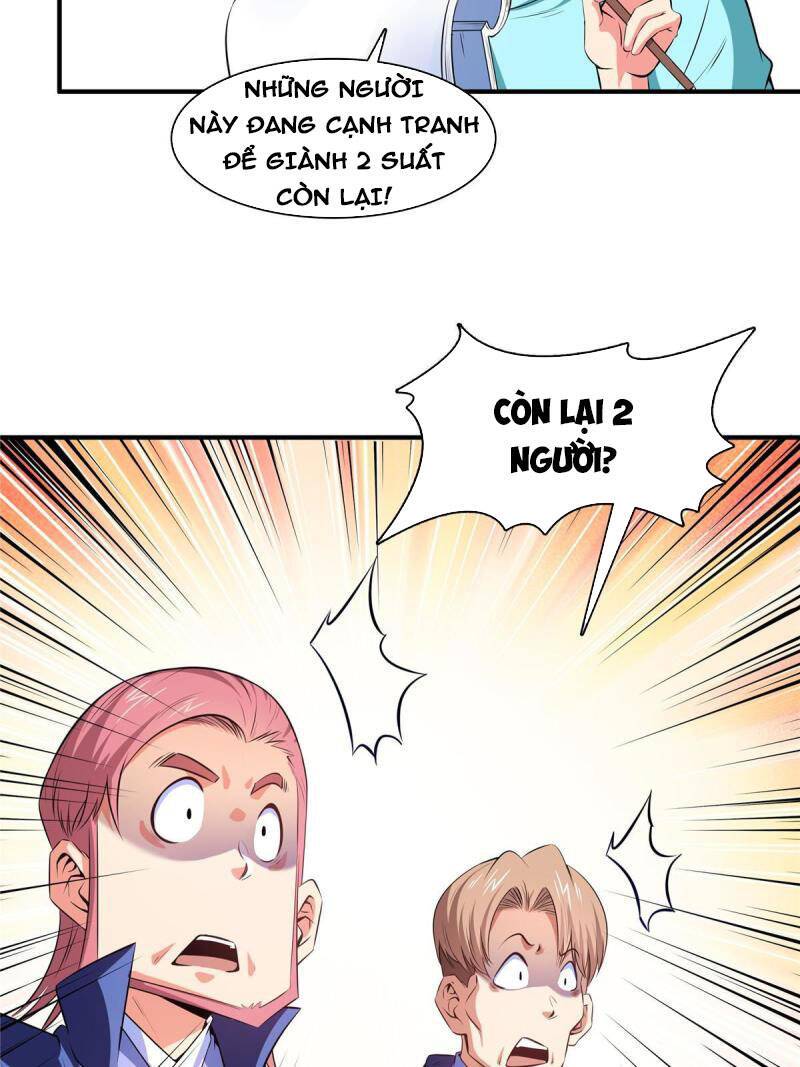 NHỮNG NGƯỜI
NÀY ĐANG CẠNH TRANH
ĐỂ GIÀNH 2 SUẤT
CÒN LẠI!
CÒN LẠI 2
NGƯỜI?